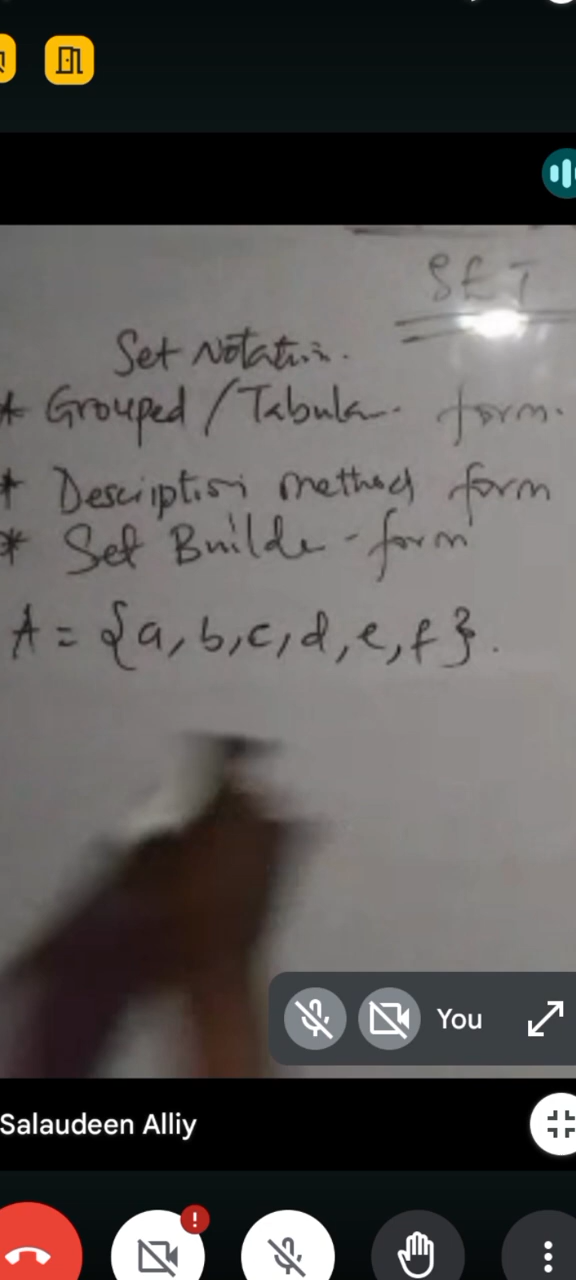 SET
Set Notation.
* Grouped / Tabular form.
* Description method form
* Set Builder - form
A = {a, b, c, d, e, f}.
You
Salaudeen Alliy
!